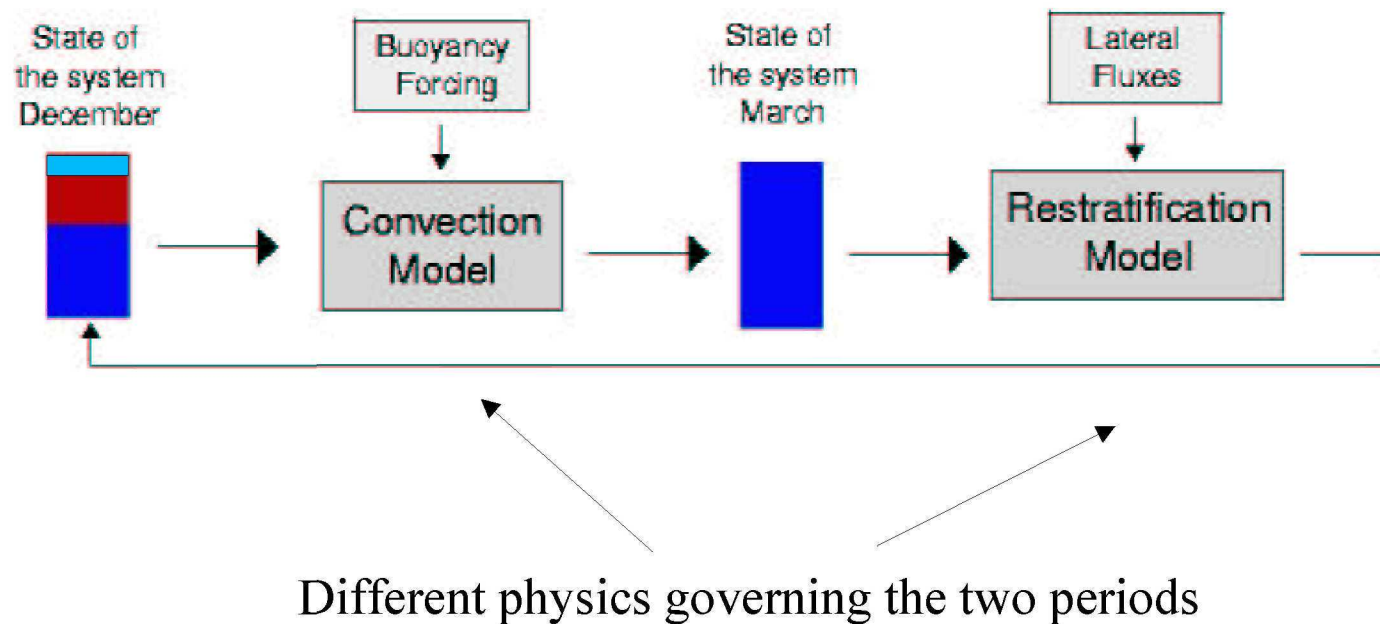 State of
the system
December
Buoyancy
Forcing
Convection
Model
State of
the system
March
Lateral
Fluxes
Restratification
Model
Different physics governing the two periods